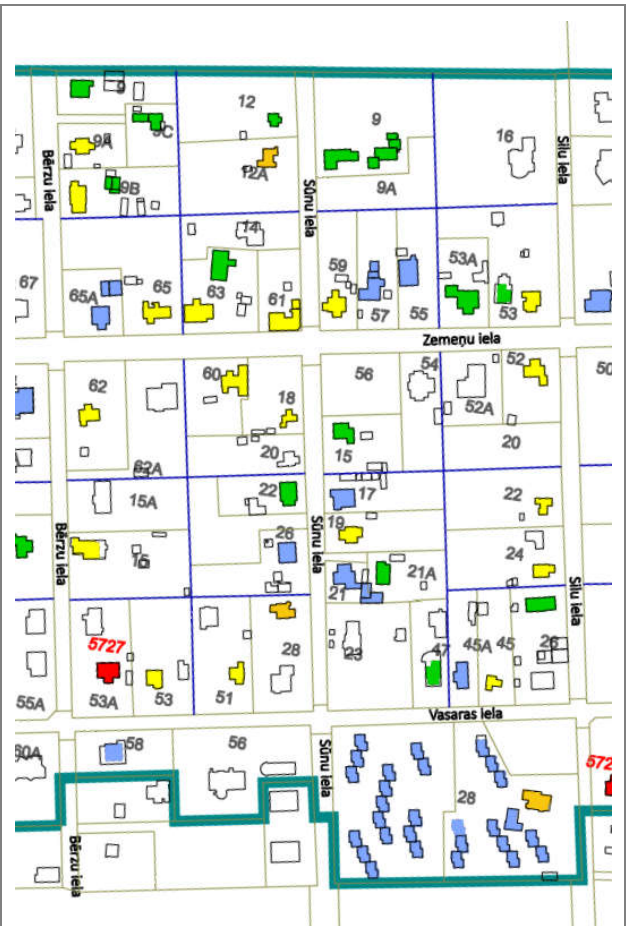 9
12
9
16
9A
9C
12A
9A
9B
Bērzu iela
Sūnu iela
Silu iela
14
67
65A
65
63
61
59
57
55
53A
53
Zemeņu iela
62
60
18
56
54
52A
52
50
62A
20
15
20
15A
22
17
22
Bērzu iela
26
19
Sūnu iela
24
15
21
21A
Silu iela
5727
28
23
47
45A
45
26
55A
53A
53
51
Vasaras iela
60A
58
56
Sūnu iela
572
28
Bērzu iela